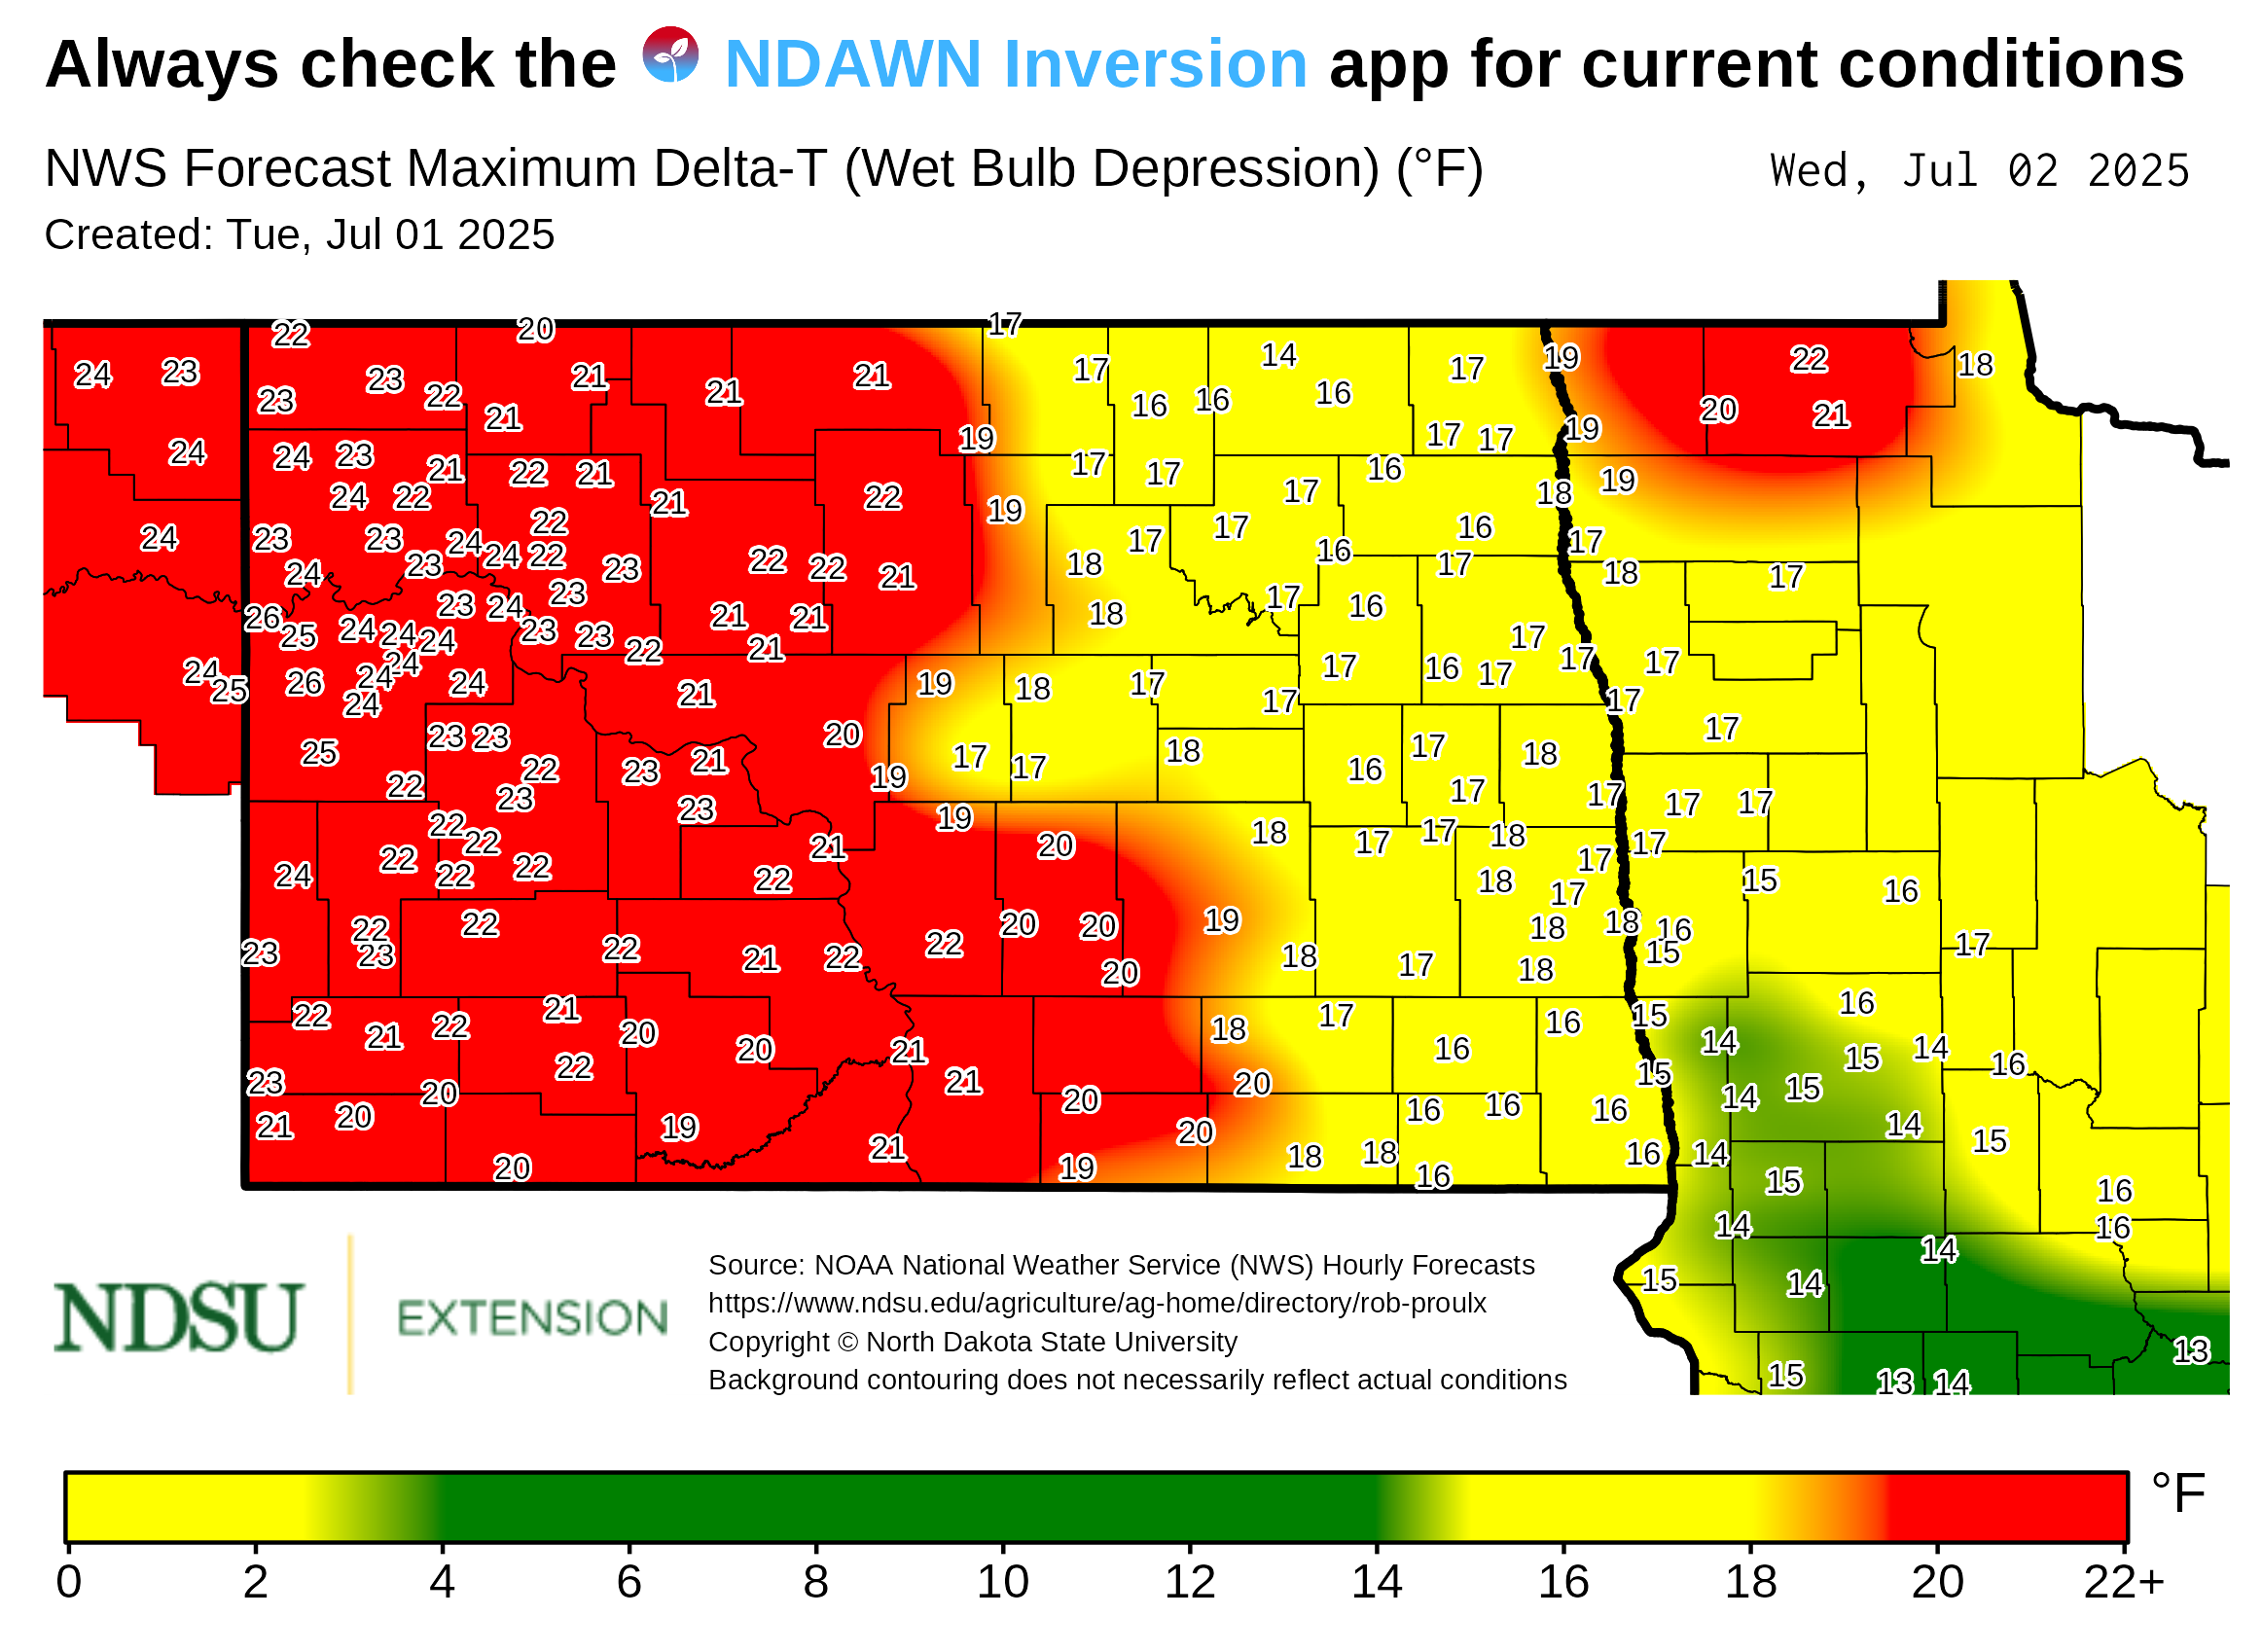 Always check the NDAWN Inversion app for current conditions
NWS Forecast Maximum Delta-T (Wet Bulb Depression) (°F) Wed, Jul 02 2025
Created: Tue, Jul 01 2025
22 20 17
24 23 23 22 21 21 21 17 14 17 19 22 18
23 21 16 16 16 20 21
24 24 23 21 22 21 19 17 17 16 17 17 19
24 22 21 22 19 17 18 19
24 23 23 24 22 17 17 16 17
24 23 24 22 23 22 22 21 18 16 17 18 17
26 23 24 23 21 21 18 17 16
25 24 24 24 23 23 22 21 17 17
24 25 26 24 24 24 24 21 19 18 17 17 17 16 17 17 17
25 23 23 20 17
22 22 23 21 19 17 17 18 16 17 18
23 23 17 17 17 17
22 22 21 19 20 18 17 17 18 17
24 22 22 22 22 18 17 17 15 16
23 22 23 22 22 21 22 22 20 20 19 18 17 18 18 16 17
20 18 15
22 21 22 21 20 20 21 18 17 16 16 15 14 16
23 20 22 21 20 20 16 15 14 15 15 14 16
21 20 19 21 20 18 18 16 16 16 14 15
20 19 16 16 14 15 16
14 16
15 14 14
15 13 14 13
NDSU EXTENSION
Source: NOAA National Weather Service (NWS) Hourly Forecasts
https://www.ndsu.edu/agriculture/ag-home/directory/rob-proulx
Copyright © North Dakota State University
Background contouring does not necessarily reflect actual conditions
°F
0 2 4 6 8 10 12 14 16 18 20 22+